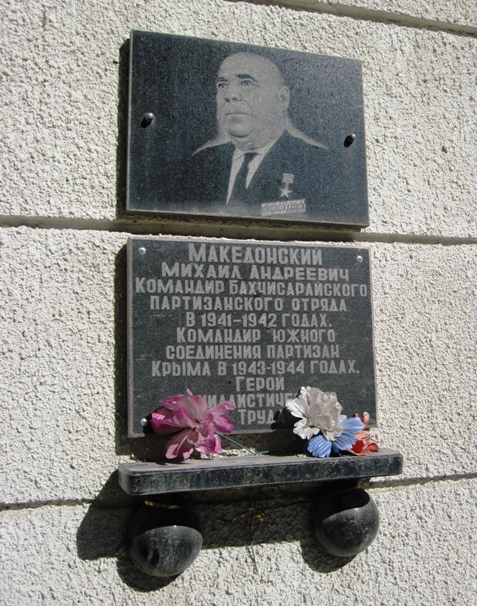 МАКЕДОНСКИЙ
МИХАИЛ АНДРЕЕВИЧ
КОМАНДИР БАХЧИСАРАЙСКОГО
ПАРТИЗАНСКОГО ОТРЯДА
В 1941-1942 ГОДАХ.
КОМАНДИР ЮЖНОГО
СОЕДИНЕНИЯ ПАРТИЗАН
КРЫМА В 1943-1944 ГОДАХ.
ГЕРОЙ